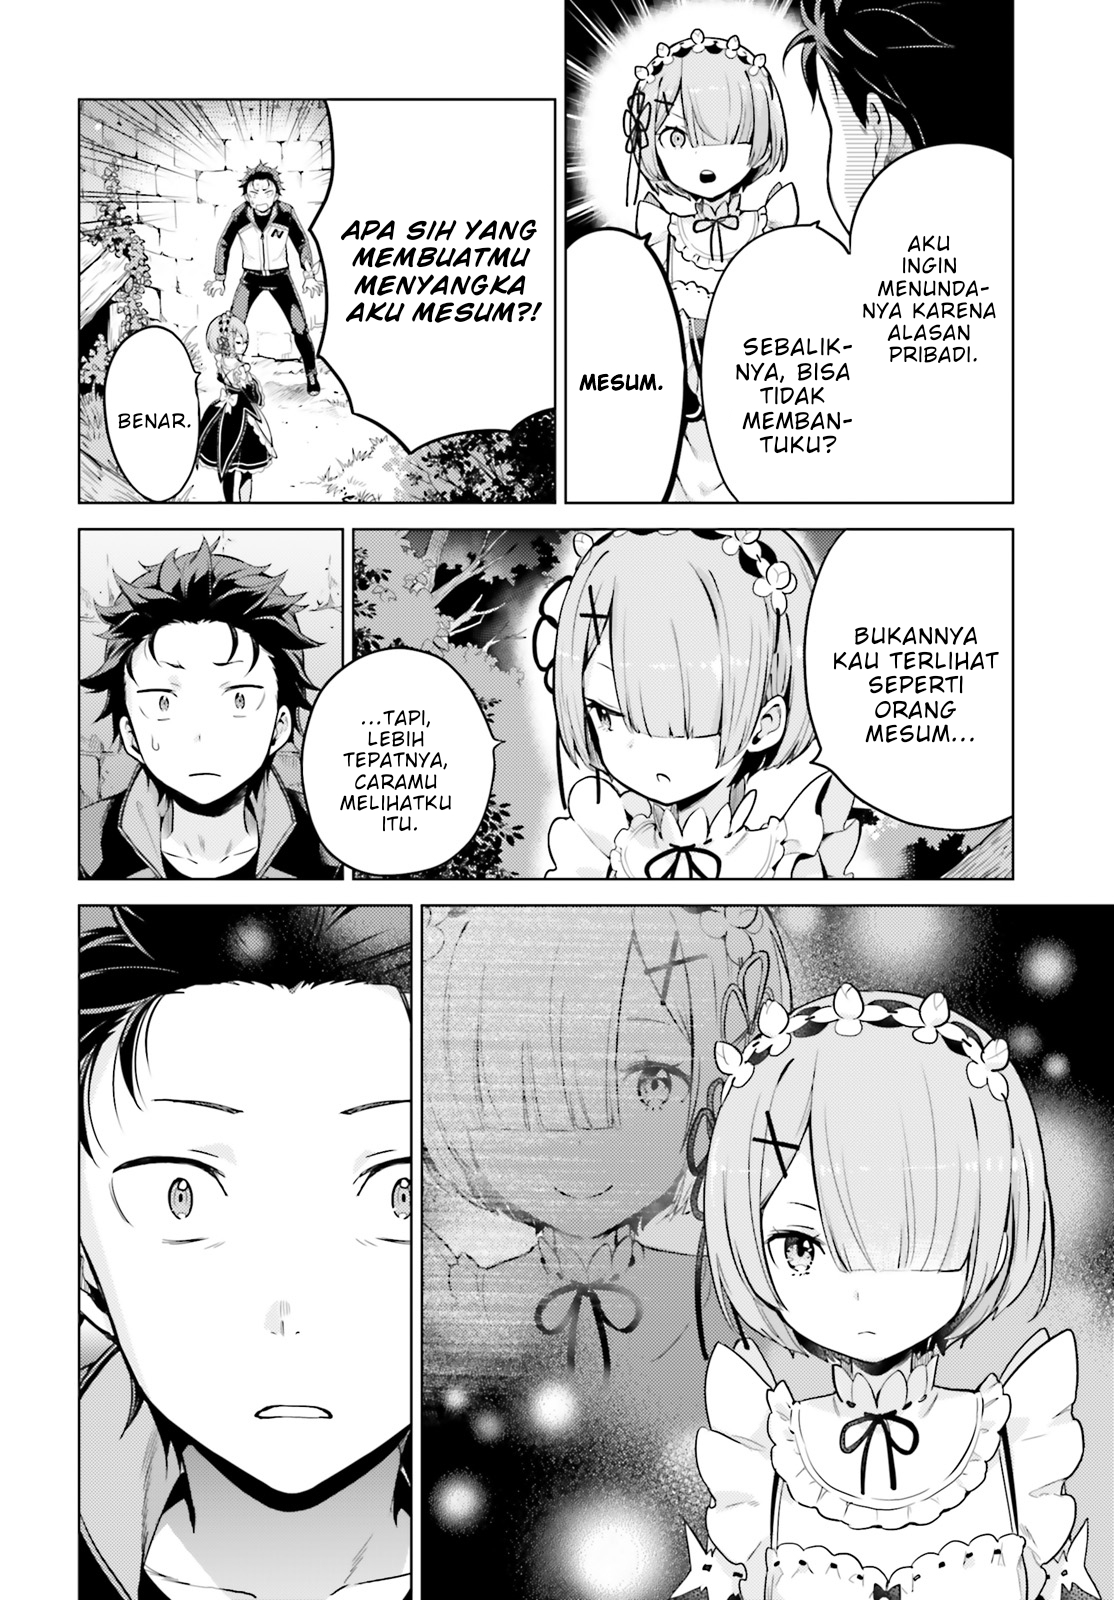 AKU
INGIN
MENUNDA-
NYA KARENA
ALASAN
PRIBADI.
SEBALIK-
NYA, BISA
TIDAK
MEMBAN-
TUKU?
MESUM.
APA SIH YANG
MEMBUATMU
MENYANGKA
AKU MESUM?!
N
BENAR.
BUKANNYA
KAU TERLIHAT
SEPERTI
ORANG
MESUM...
...TAPI,
LEBIH
TEPATNYA,
CARAMU
MELIHATKU
ITU.